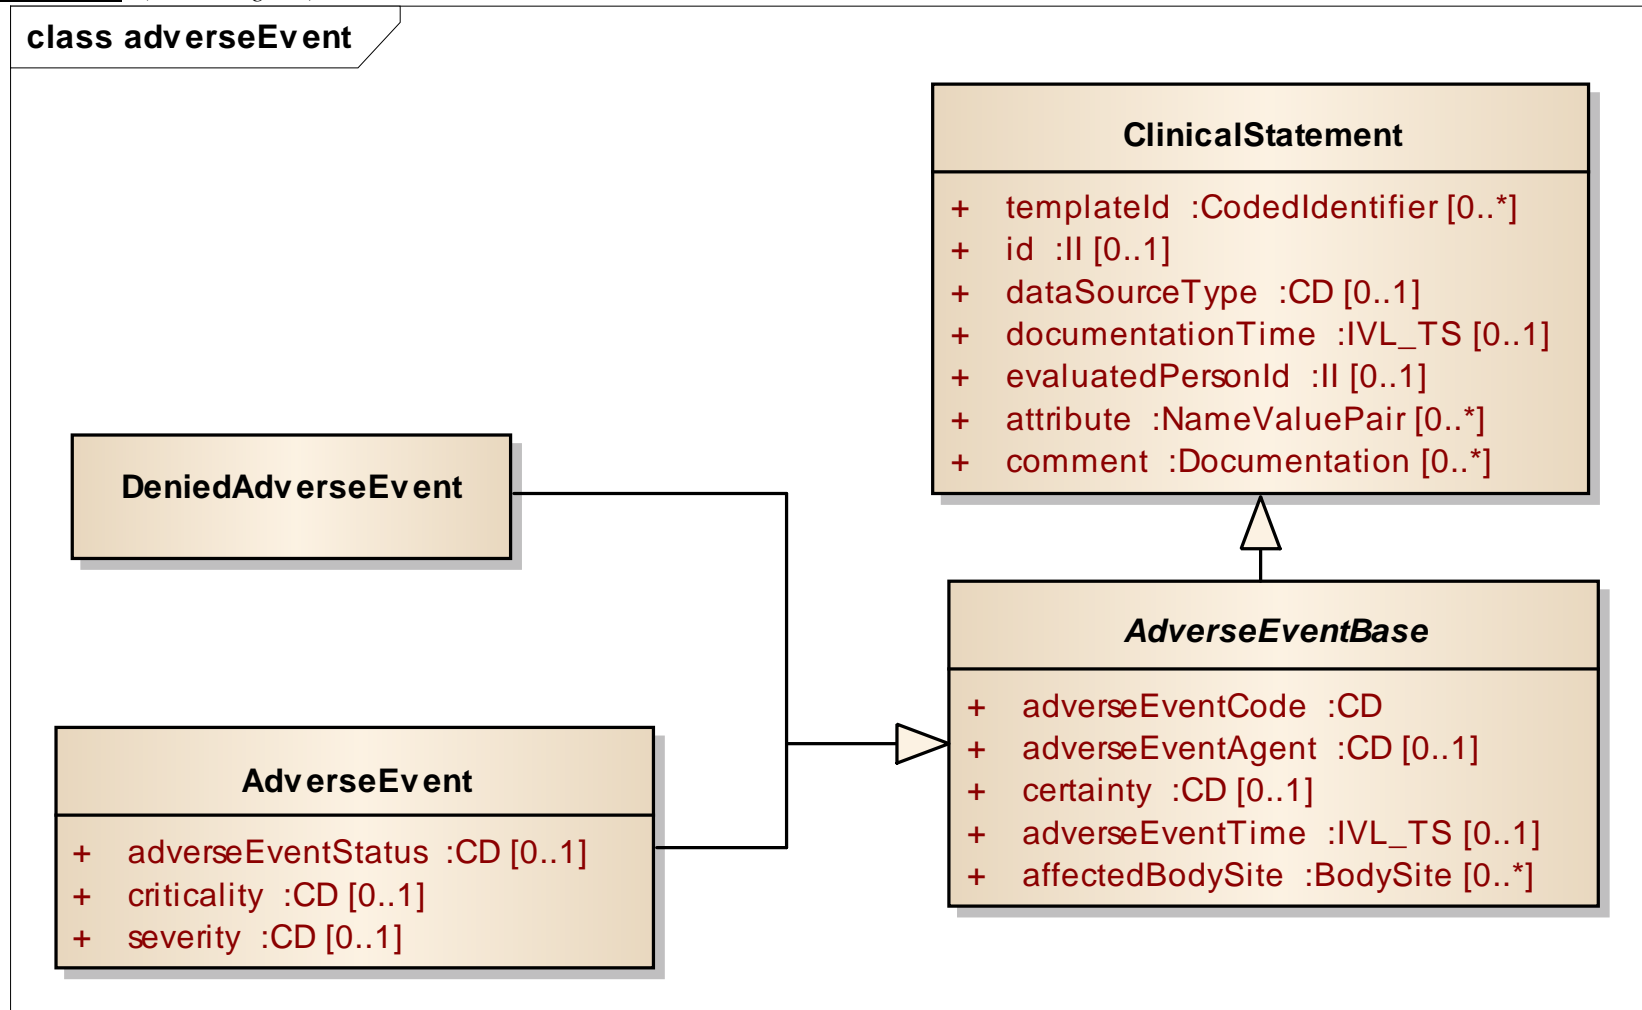 class adverseEvent
ClinicalStatement
+ templateId :CodedIdentifier [0..*]
+ id :II [0..1]
+ dataSourceType :CD [0..1]
+ documentationTime :IVL_TS [0..1]
+ evaluatedPersonId :II [0..1]
+ attribute :NameValuePair [0..*]
+ comment :Documentation [0..*]
DeniedAdverseEvent
AdverseEventBase
+ adverseEventCode :CD
+ adverseEventAgent :CD [0..1]
+ certainty :CD [0..1]
+ adverseEventTime :IVL_TS [0..1]
+ affectedBodySite :BodySite [0..*]
AdverseEvent
+ adverseEventStatus :CD [0..1]
+ criticality :CD [0..1]
+ severity :CD [0..1]